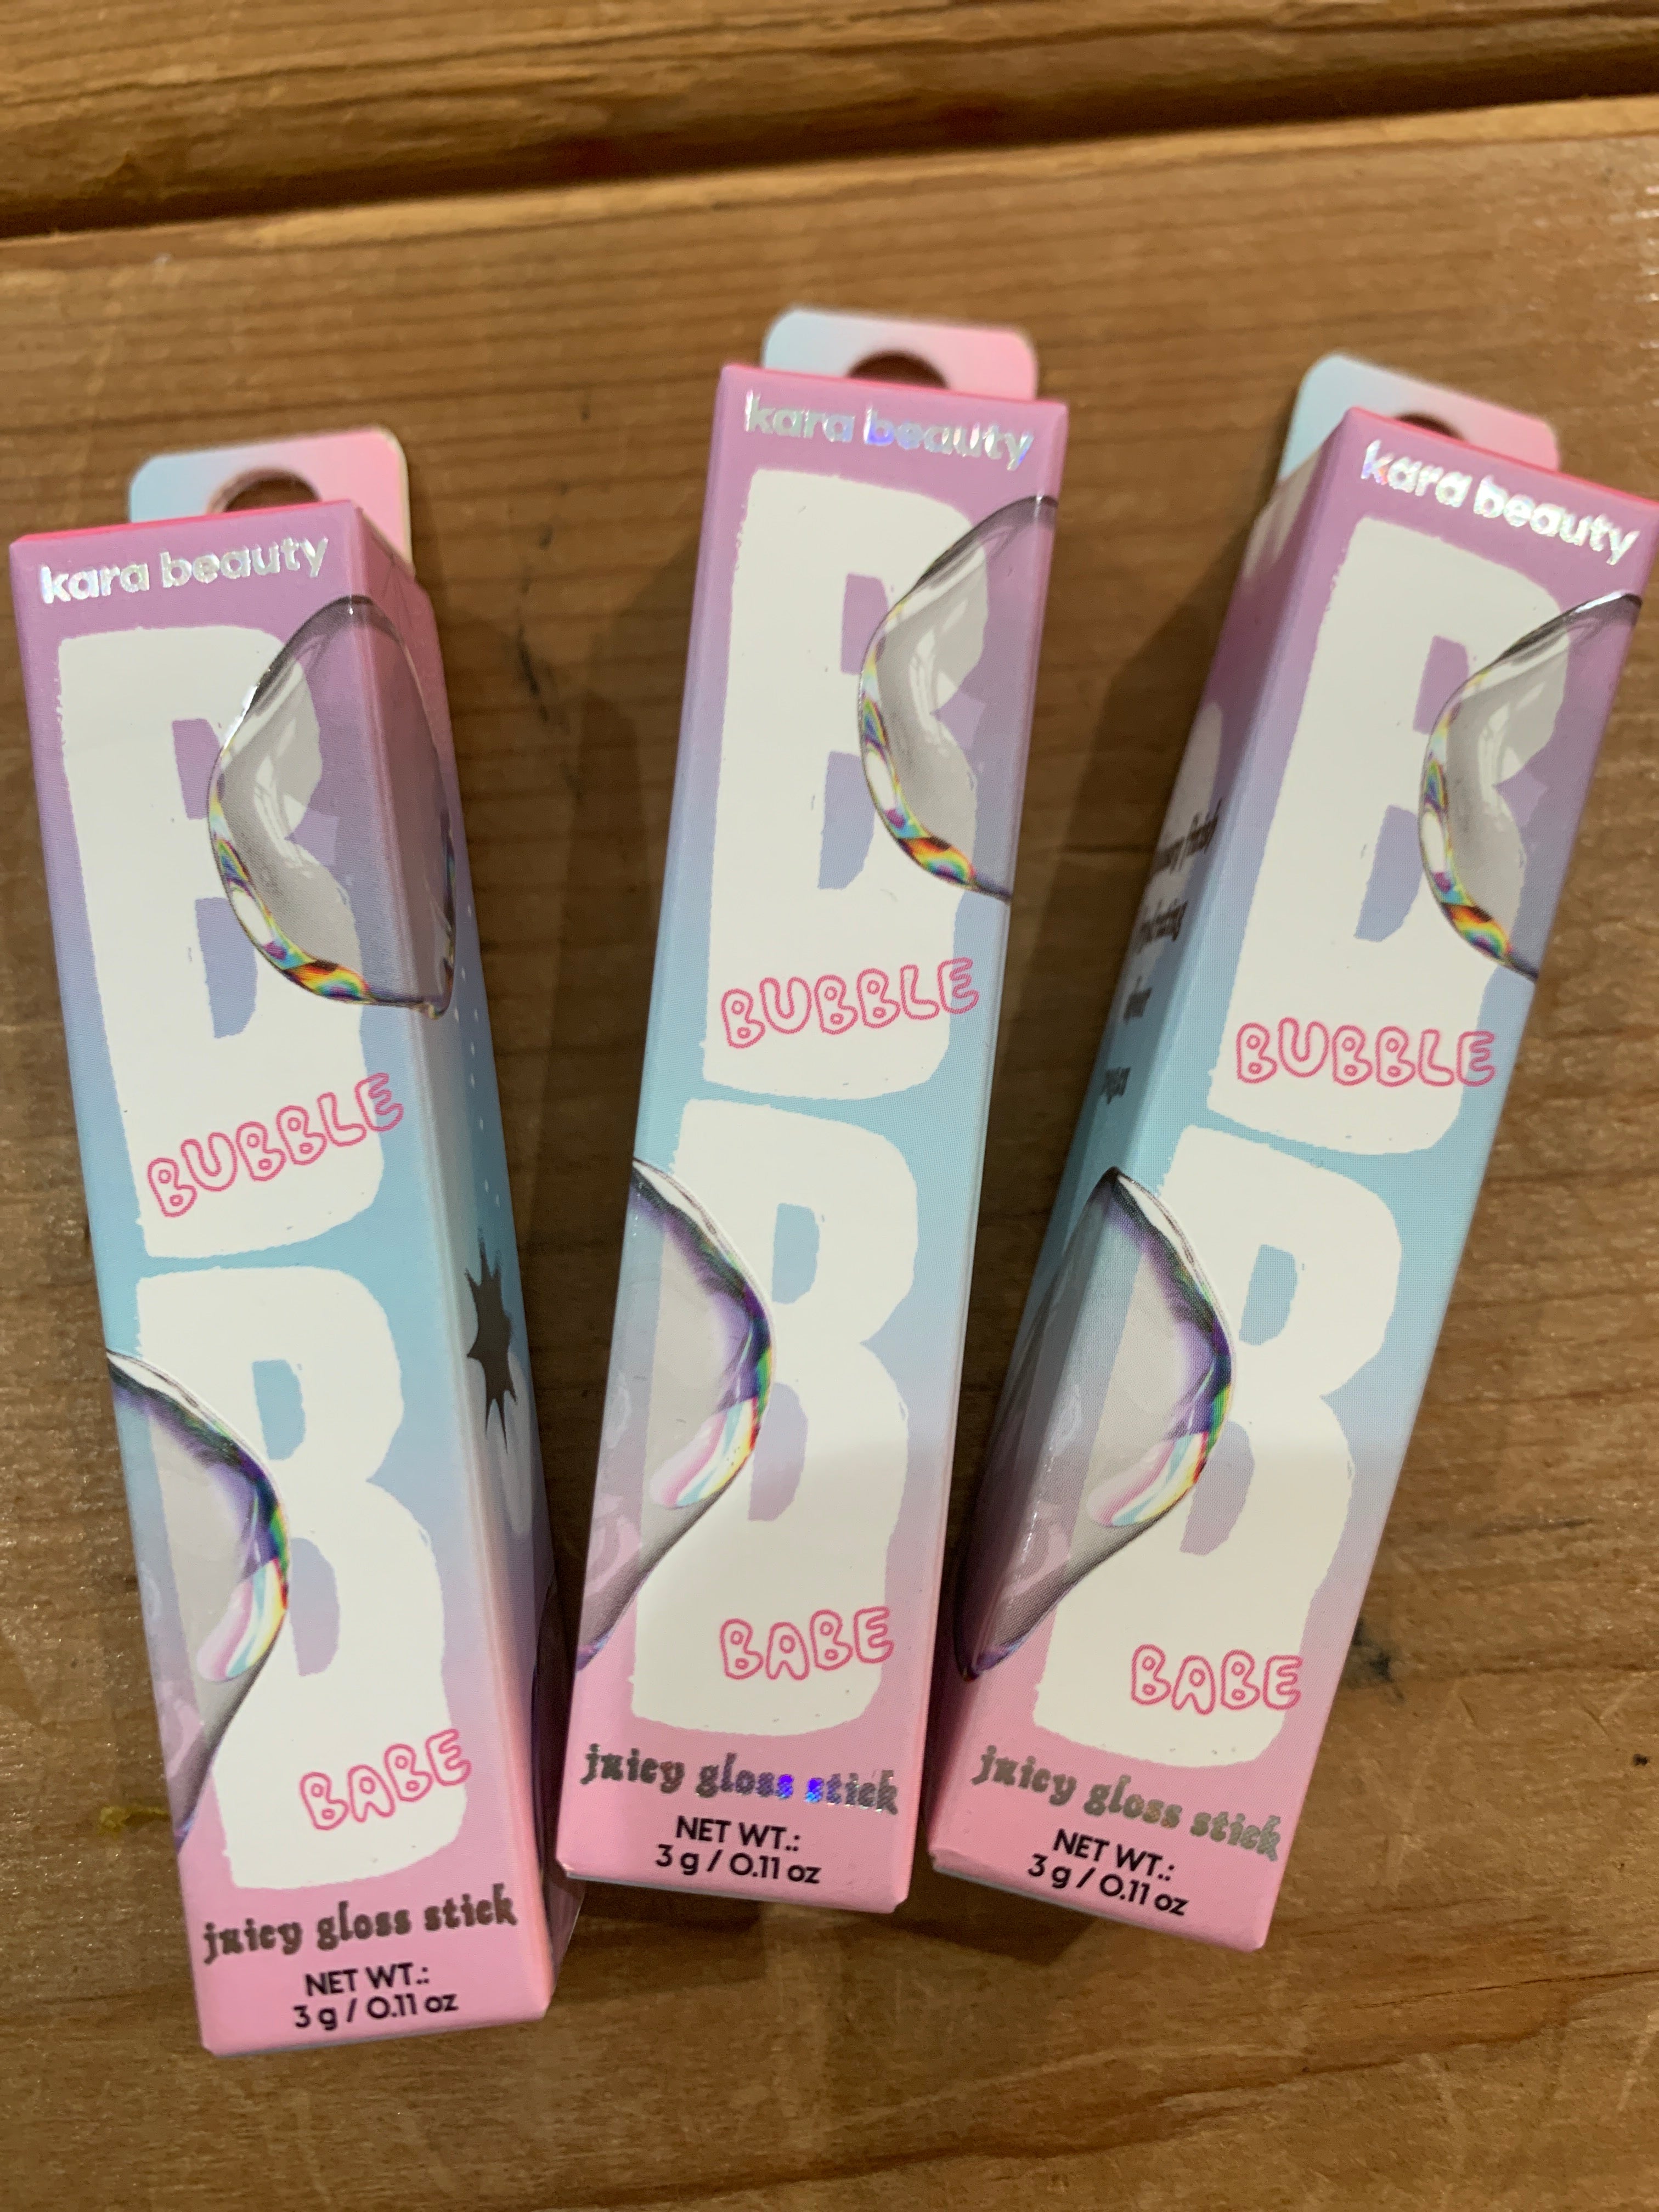 kara beauty
B
BUBBLE
B
BABE
juicy gloss stick
NET WT.:
3 g / 0.11 oz
kara beauty
B
BUBBLE
B
BABE
juicy gloss stick
NET WT.:
3 g / 0.11 oz
kara beauty
B
BUBBLE
B
BABE
juicy gloss stick
NET WT.:
3 g / 0.11 oz